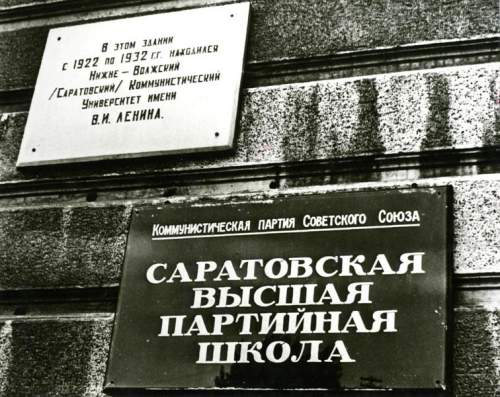 В ЭТОМ ЗДАНИИ
С 1922 ПО 1932 Г.Г. НАХОДИЛСЯ
НИЖНЕ – ВОЛЖСКИЙ
/САРАТОВСКИЙ/ КОММУНИСТИЧЕСКИЙ
УНИВЕРСИТЕТ ИМЕНИ
В.И. ЛЕНИНА.
КОММУНИСТИЧЕСКАЯ ПАРТИЯ СОВЕТСКОГО СОЮЗА
САРАТОВСКАЯ
ВЫСШАЯ
ПАРТИЙНАЯ
ШКОЛА